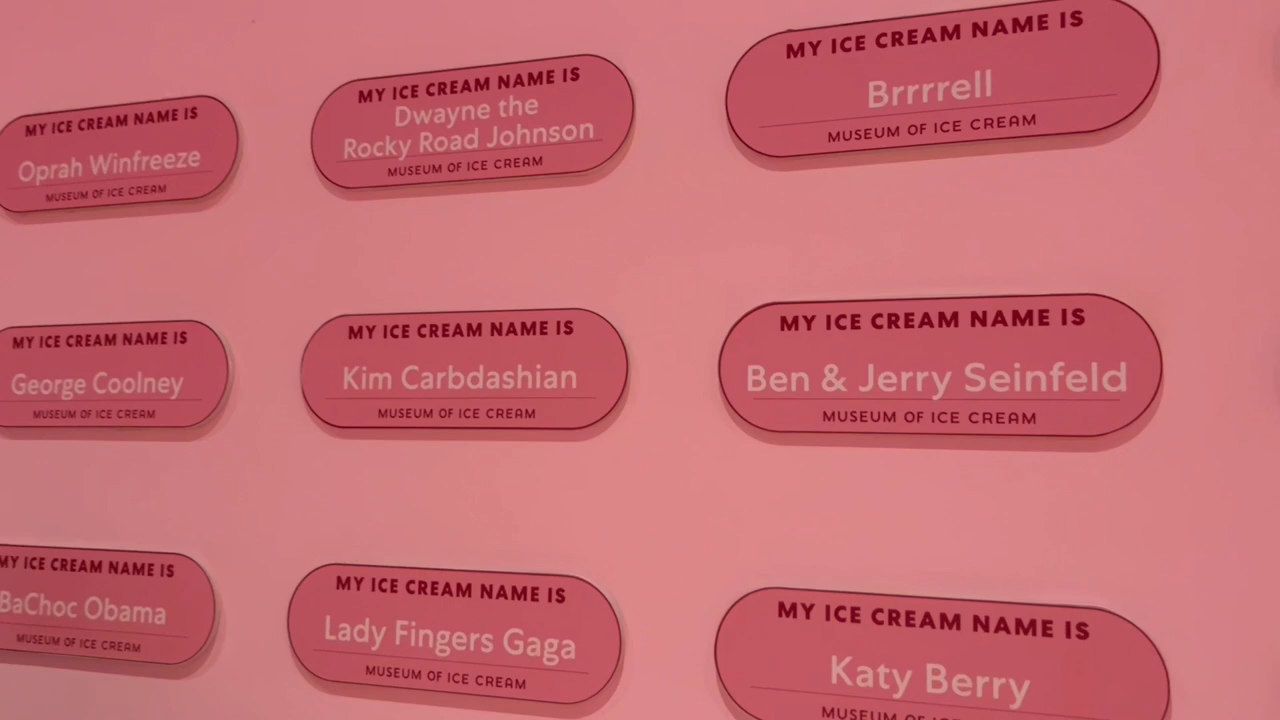 MY ICE CREAM NAME IS
Oprah Winfreeze
MUSEUM OF ICE CREAM
MY ICE CREAM NAME IS
Dwayne the
Rocky Road Johnson
MUSEUM OF ICE CREAM
MY ICE CREAM NAME IS
Brrrrell
MUSEUM OF ICE CREAM
MY ICE CREAM NAME IS
George Coolney
MUSEUM OF ICE CREAM
MY ICE CREAM NAME IS
Kim Carbdashian
MUSEUM OF ICE CREAM
MY ICE CREAM NAME IS
Ben & Jerry Seinfeld
MUSEUM OF ICE CREAM
MY ICE CREAM NAME IS
BaChoc Obama
MUSEUM OF ICE CREAM
MY ICE CREAM NAME IS
Lady Fingers Gaga
MUSEUM OF ICE CREAM
MY ICE CREAM NAME IS
Katy Berry
MUSEUM OF ICE CREAM